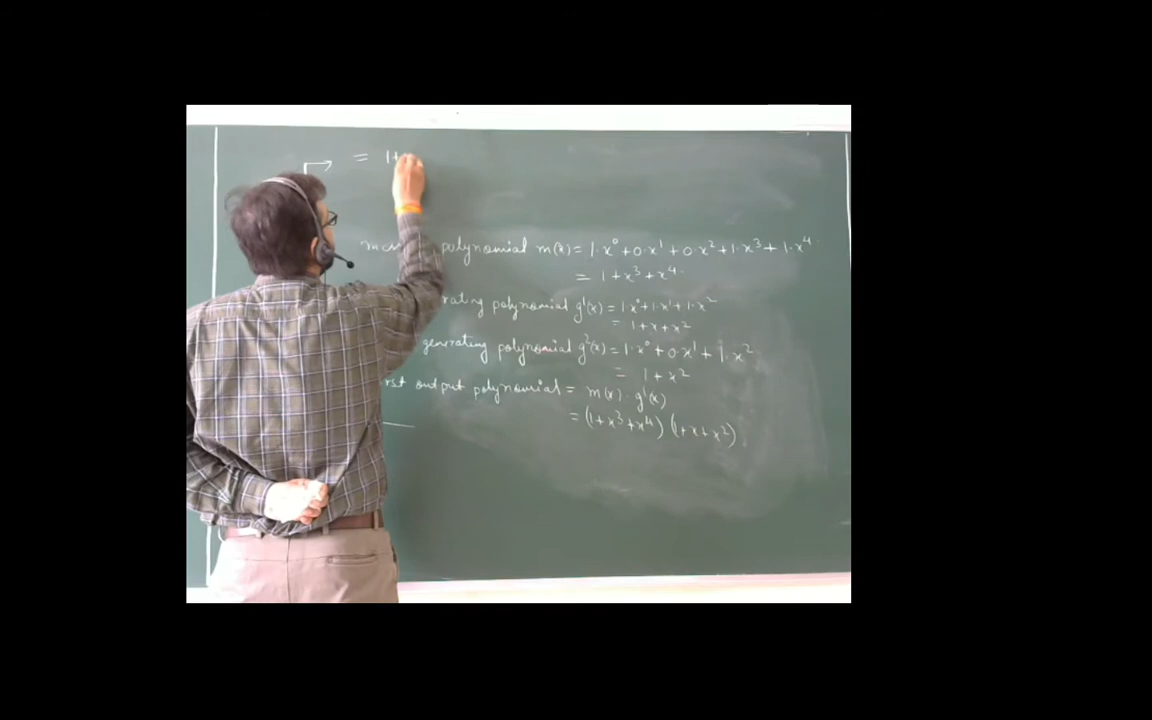 = 1+
polynomial m(x) = 1·x⁰ + 0·x¹ + 0·x² + 1·x³ + 1·x⁴
= 1 + x³ + x⁴
rating polynomial g¹(x) = 1·x⁰ + 1·x¹ + 1·x²
= 1 + x + x²
generating polynomial g²(x) = 1·x⁰ + 0·x¹ + 1·x²
= 1 + x²
rst output polynomial = m(x) · g¹(x)
= (1 + x³ + x⁴) (1 + x + x²)